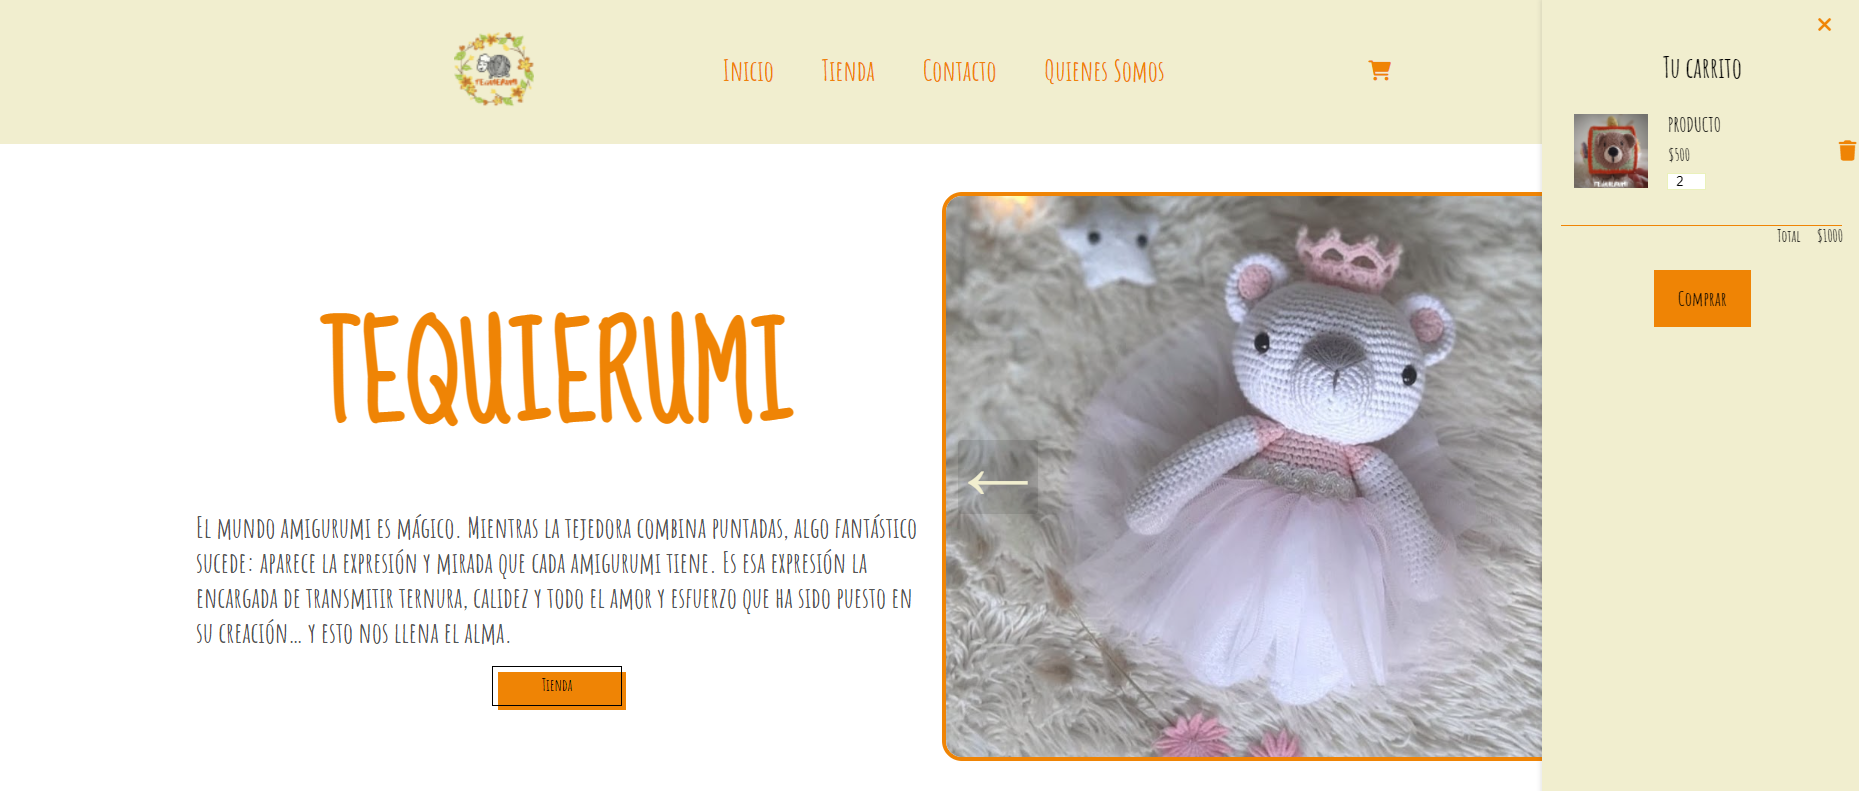 TEQUIERUMI
Inicio
Tienda
Contacto
Quienes Somos
TEQUIERUMI
El mundo amigurumi es mágico. Mientras la tejedora combina puntadas, algo fantástico
sucede: aparece la expresión y mirada que cada amigurumi tiene. Es esa expresión la
encargada de transmitir ternura, calidez y todo el amor y esfuerzo que ha sido puesto en
su creación... y esto nos llena el alma.
Tienda
Tu carrito
PRODUCTO
$500
2
Total $1000
Comprar